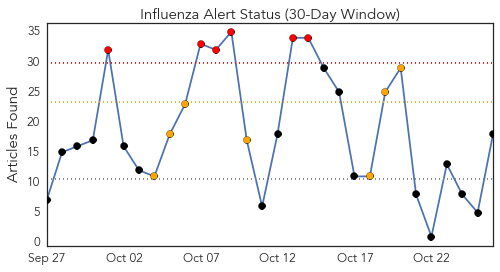 Influenza Alert Status (30-Day Window)
Articles Found
35
30
25
20
15
10
5
0
Sep 27 Oct 02 Oct 07 Oct 12 Oct 17 Oct 22